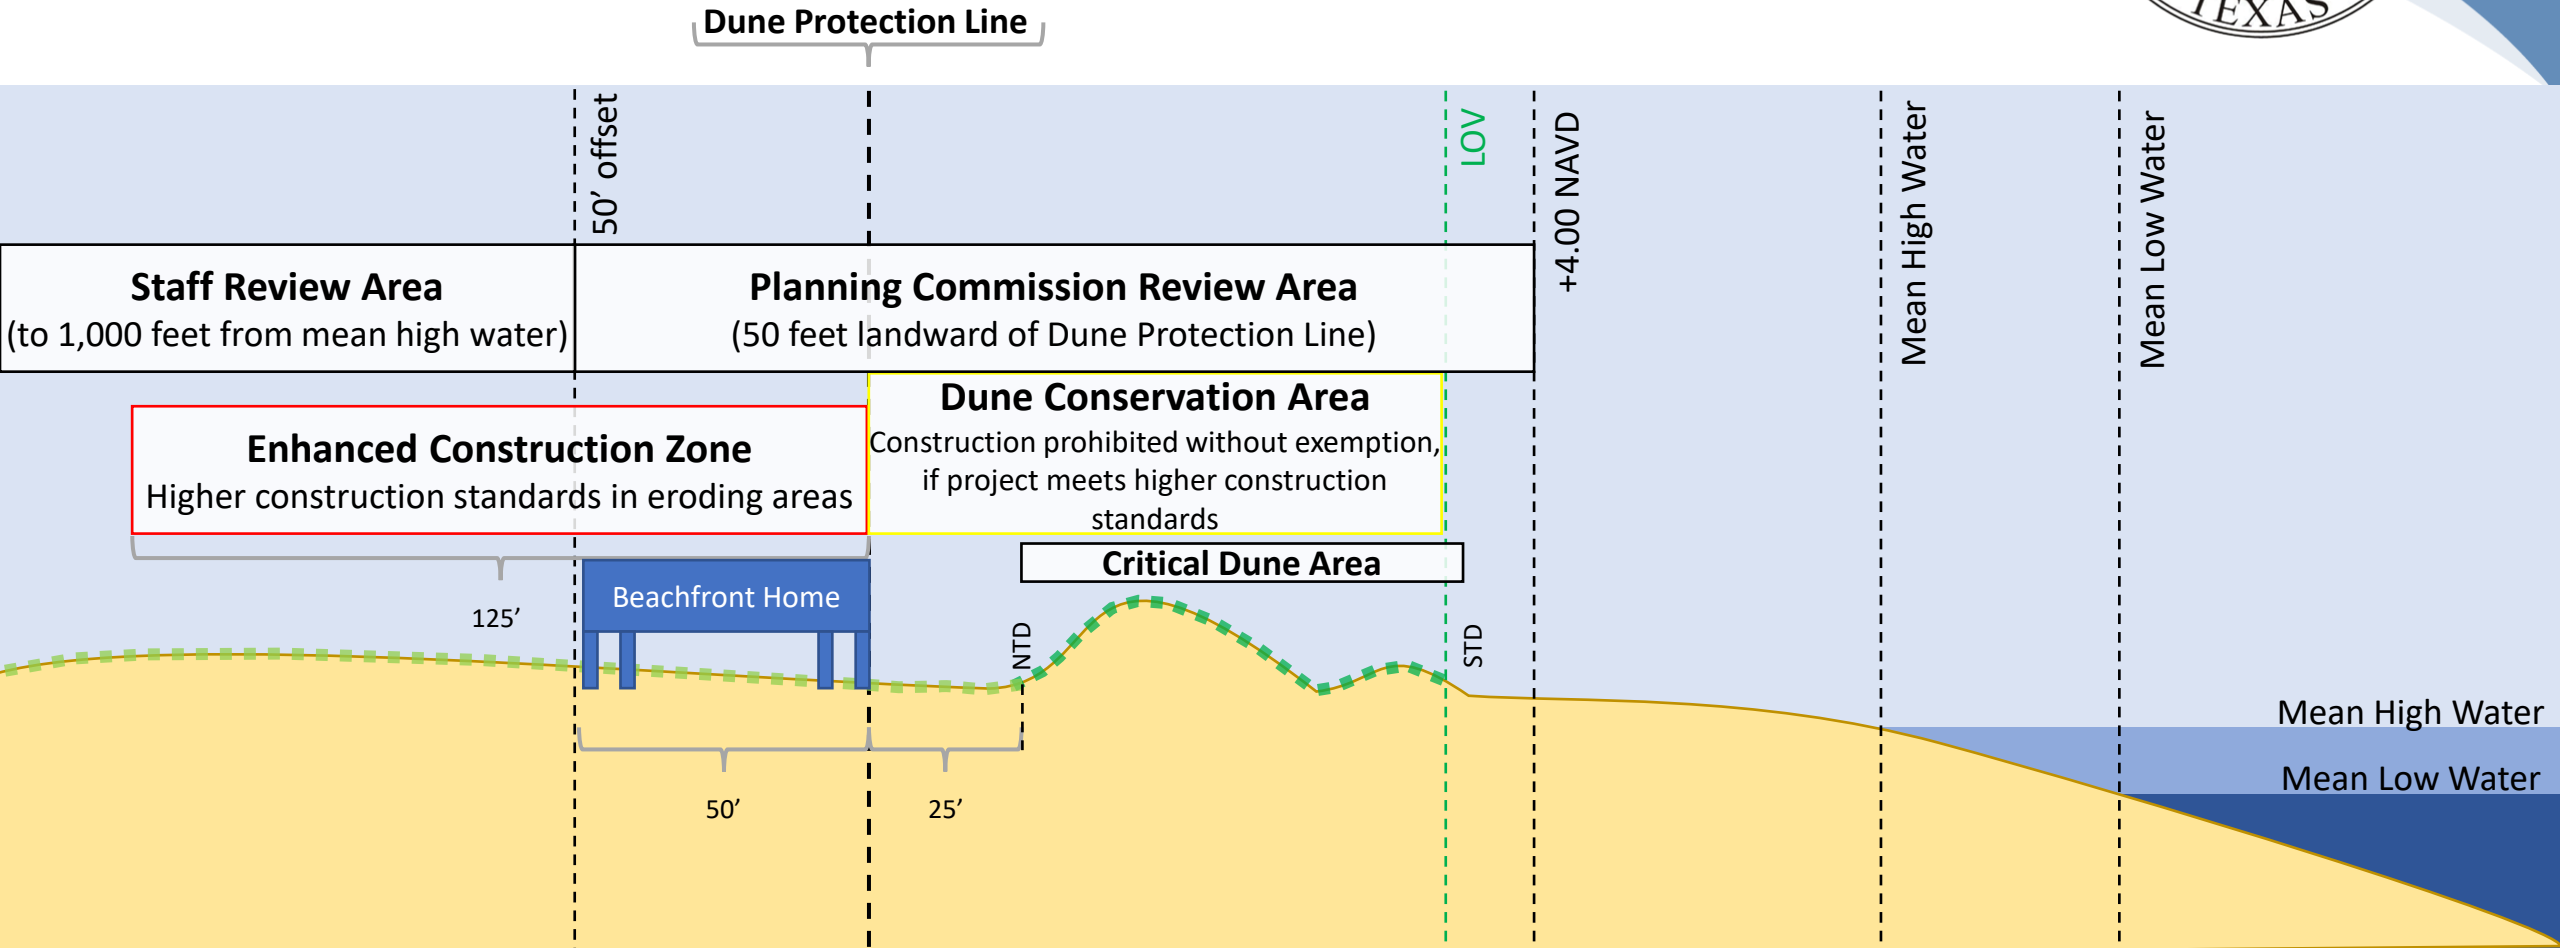 Dune Protection Line
TEXAS
50’ offset
LOV
+4.00 NAVD
Mean High Water
Mean Low Water
Staff Review Area
(to 1,000 feet from mean high water)
Planning Commission Review Area
(50 feet landward of Dune Protection Line)
Enhanced Construction Zone
Higher construction standards in eroding areas
Dune Conservation Area
Construction prohibited without exemption,
if project meets higher construction
standards
Critical Dune Area
125’
Beachfront Home
NTD
STD
50’
25’
Mean High Water
Mean Low Water